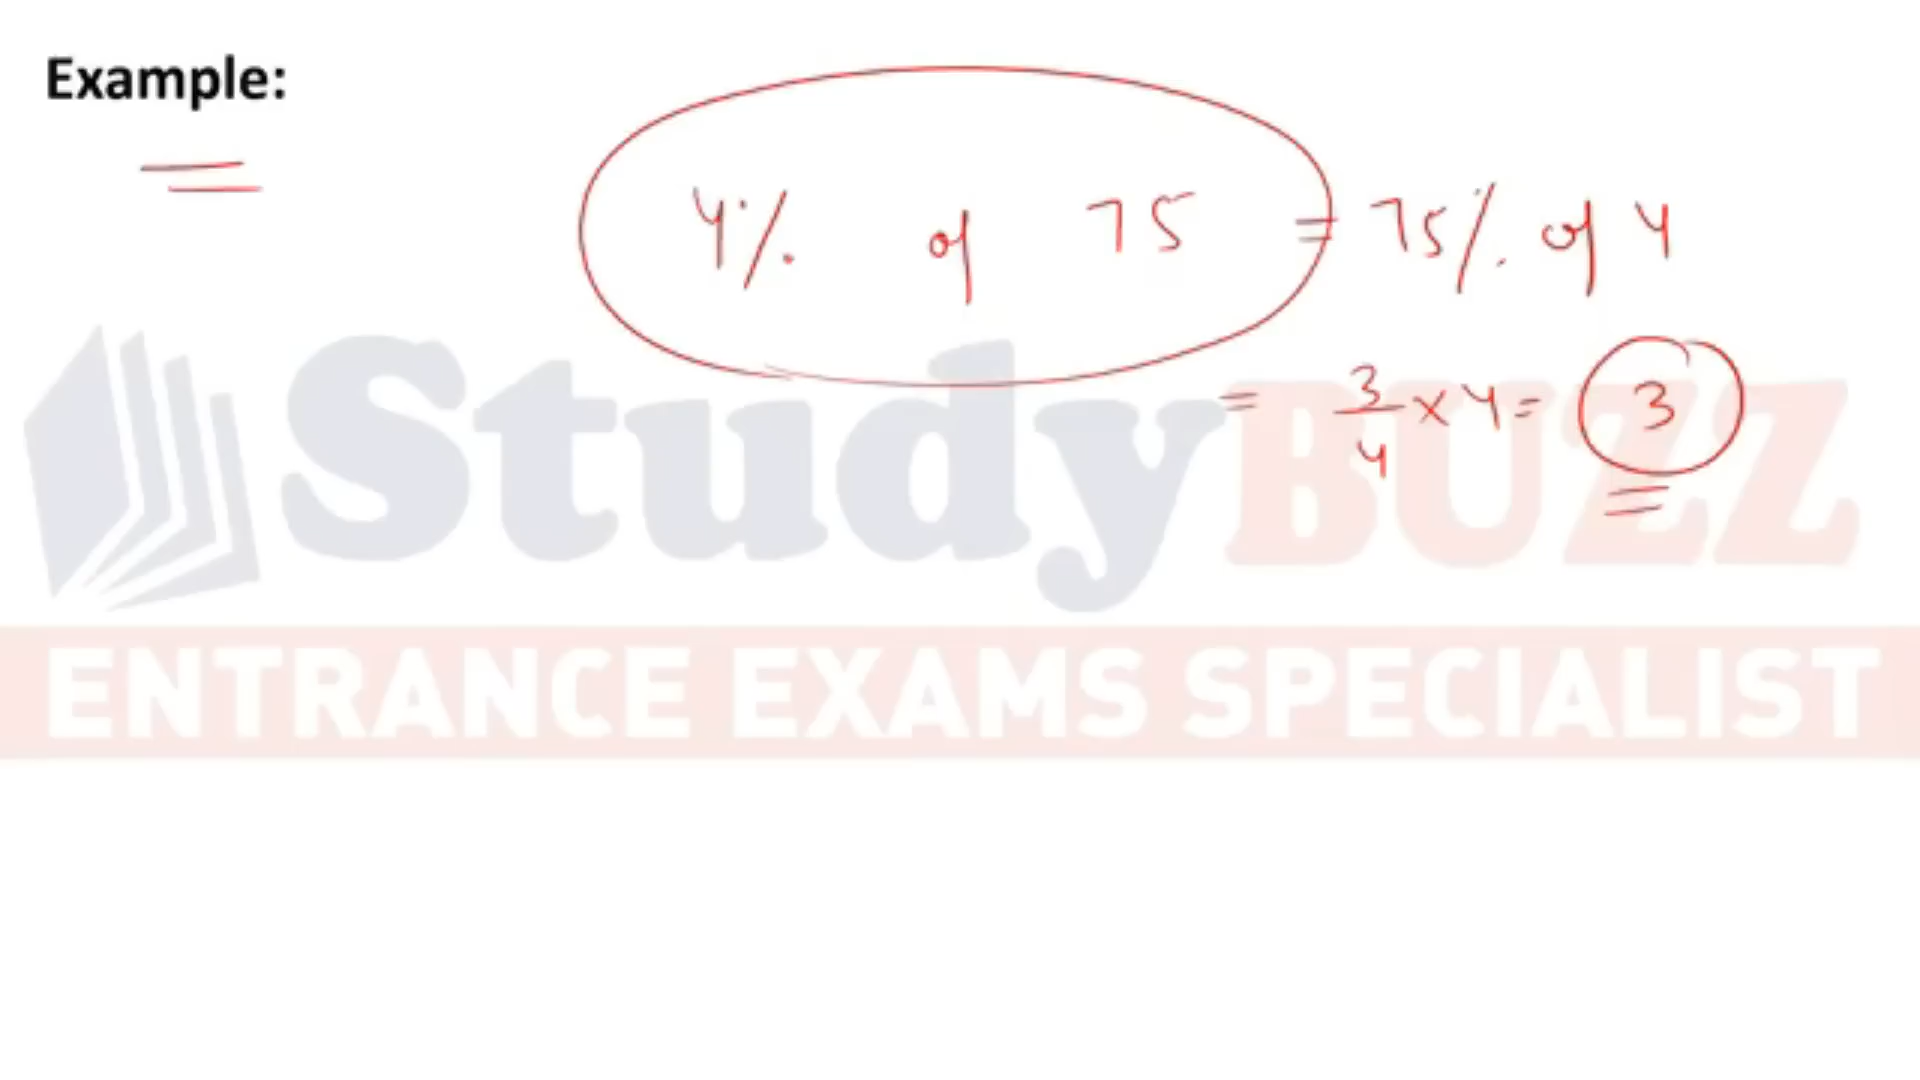 Example:
4% of 75 = 75% of 4
= 3/4 x 4 = 3
StudyBUZZ
ENTRANCE EXAMS SPECIALIST